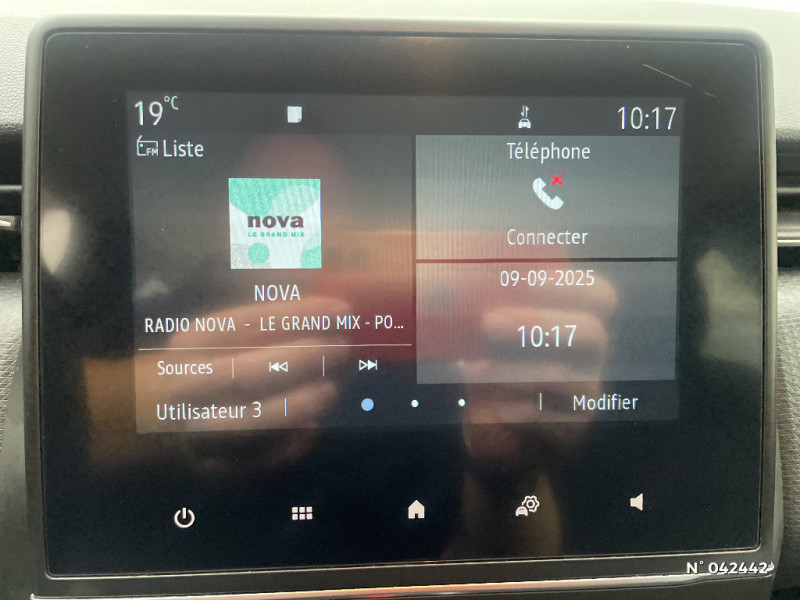 19°C
10:17
FM Liste
Téléphone
nova
LE GRAND MIX
Connecter
NOVA
09-09-2025
RADIO NOVA - LE GRAND MIX - PO...
10:17
Sources
Utilisateur 3
Modifier
N° 042442